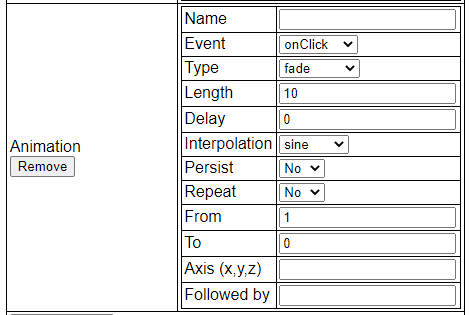 Name
Event onClick
Type fade
Length 10
Delay 0
Animation
Remove
Interpolation sine
Persist No
Repeat No
From 1
To 0
Axis (x,y,z)
Followed by